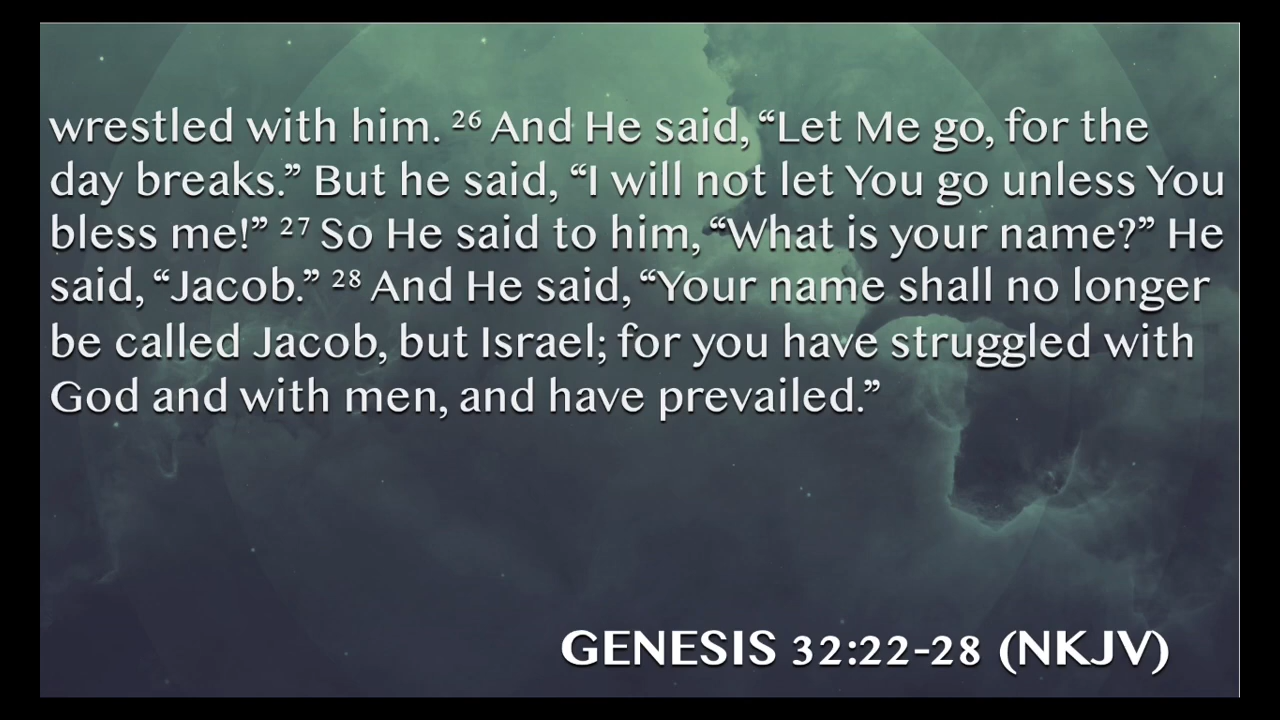 wrestled with him. ²⁶ And He said, “Let Me go, for the
day breaks.” But he said, “I will not let You go unless You
bless me!” ²⁷ So He said to him, “What is your name?” He
said, “Jacob.” ²⁸ And He said, “Your name shall no longer
be called Jacob, but Israel; for you have struggled with
God and with men, and have prevailed.”
GENESIS 32:22-28 (NKJV)